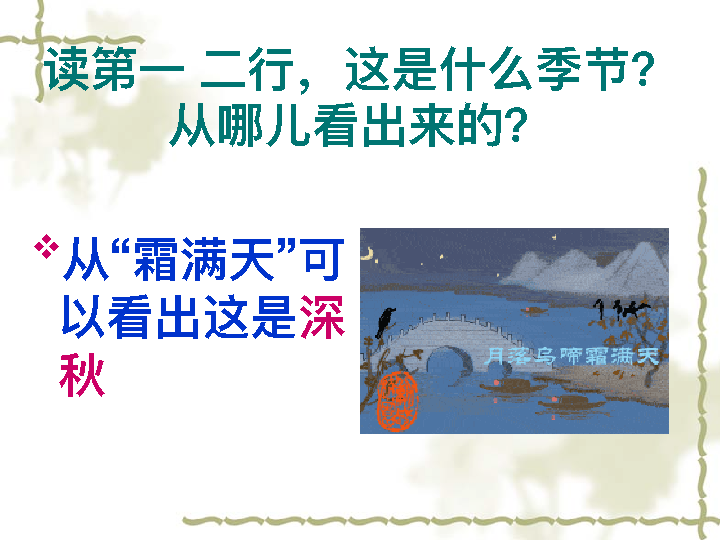 读第一 二行，这是什么季节?
从哪儿看出来的?
从“霜满天”可
以看出这是深
秋
月落乌啼霜满天